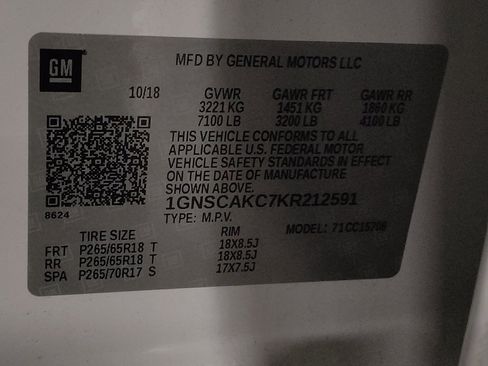 GM
MFD BY GENERAL MOTORS LLC
10/18 GVWR GAWR FRT GAWR RR
3221 KG 1451 KG 1860 KG
7100 LB 3200 LB 4100 LB
THIS VEHICLE CONFORMS TO ALL
APPLICABLE U.S. FEDERAL MOTOR
VEHICLE SAFETY STANDARDS IN EFFECT
ON THE DATE OF MANUFACTURE
SHOWN ABOVE.
1GNSCAKC7KR212591
8624
TYPE: M.P.V. MODEL: 71CC15706
TIRE SIZE RIM
FRT P265/65R18 T 18X8.5J
RR P265/65R18 T 18X8.5J
SPA P265/70R17 S 17X7.5J